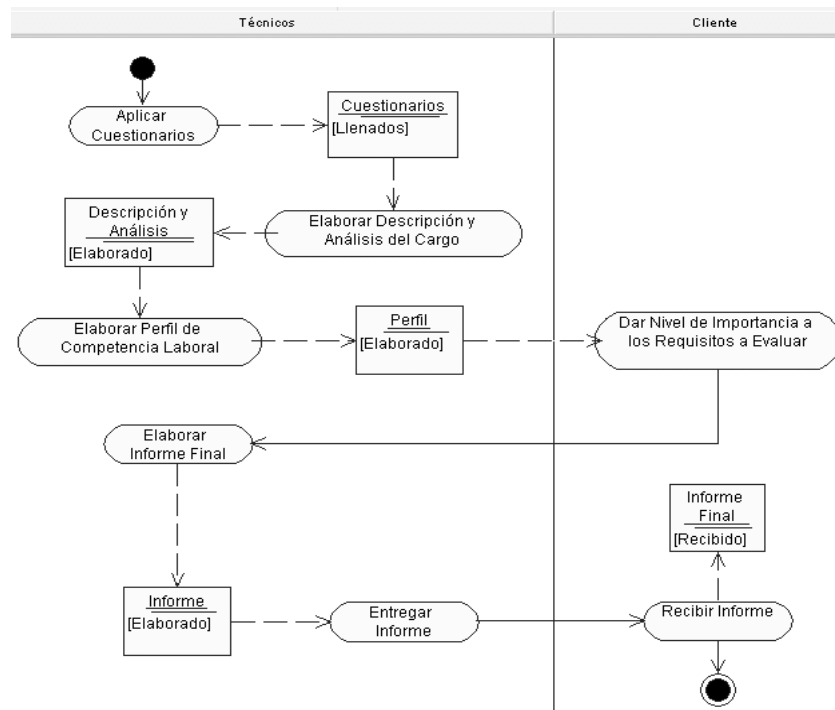 Técnicos
Cliente
Aplicar
Cuestionarios
Cuestionarios
[Llenados]
Descripción y
Análisis
[Elaborado]
Elaborar Descripción y
Análisis del Cargo
Elaborar Perfil de
Competencia Laboral
Perfil
[Elaborado]
Dar Nivel de Importancia a
los Requisitos a Evaluar
Elaborar
Informe Final
Informe
Final
[Recibido]
Informe
[Elaborado]
Entregar
Informe
Recibir Informe